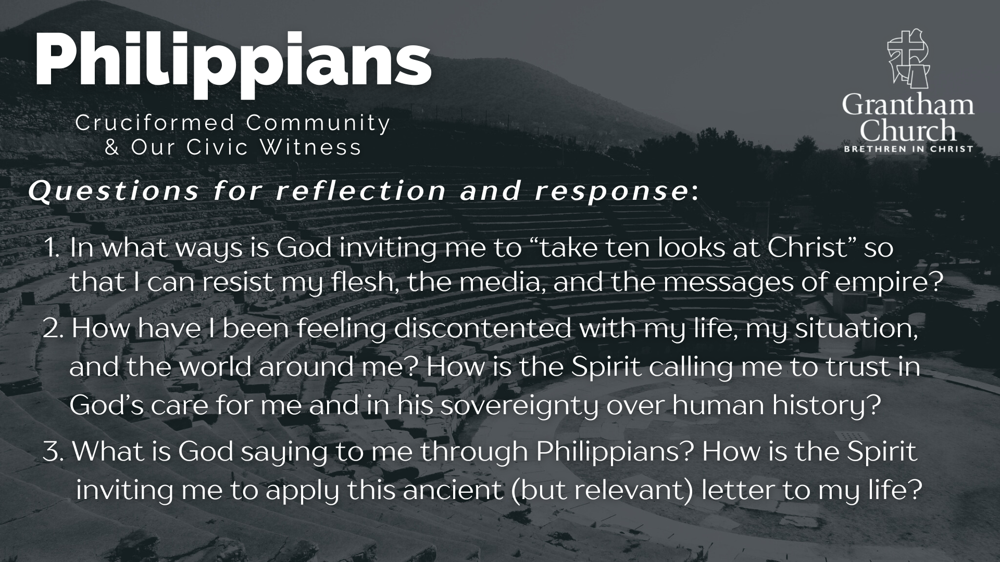 Philippians
Cruciformed Community
& Our Civic Witness
Grantham
Church
BRETHREN IN CHRIST
Questions for reflection and response:
1. In what ways is God inviting me to “take ten looks at Christ” so
that I can resist my flesh, the media, and the messages of empire?
2. How have I been feeling discontented with my life, my situation,
and the world around me? How is the Spirit calling me to trust in
God’s care for me and in his sovereignty over human history?
3. What is God saying to me through Philippians? How is the Spirit
inviting me to apply this ancient (but relevant) letter to my life?